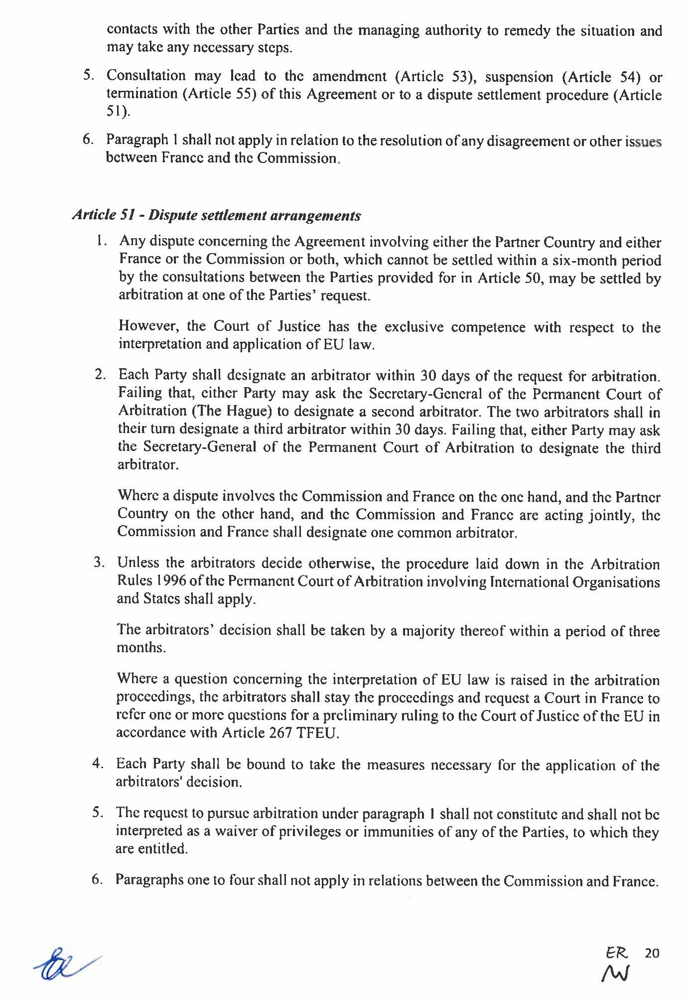 contacts with the other Parties and the managing authority to remedy the situation and
may take any necessary steps.
5. Consultation may lead to the amendment (Article 53), suspension (Article 54) or
termination (Article 55) of this Agreement or to a dispute settlement procedure (Article
51).
6. Paragraph 1 shall not apply in relation to the resolution of any disagreement or other issues
between France and the Commission.
Article 51 - Dispute settlement arrangements
1. Any dispute concerning the Agreement involving either the Partner Country and either
France or the Commission or both, which cannot be settled within a six-month period
by the consultations between the Parties provided for in Article 50, may be settled by
arbitration at one of the Parties' request.
However, the Court of Justice has the exclusive competence with respect to the
interpretation and application of EU law.
2. Each Party shall designate an arbitrator within 30 days of the request for arbitration.
Failing that, either Party may ask the Secretary-General of the Permanent Court of
Arbitration (The Hague) to designate a second arbitrator. The two arbitrators shall in
their turn designate a third arbitrator within 30 days. Failing that, either Party may ask
the Secretary-General of the Permanent Court of Arbitration to designate the third
arbitrator.
Where a dispute involves the Commission and France on the one hand, and the Partner
Country on the other hand, and the Commission and France are acting jointly, the
Commission and France shall designate one common arbitrator.
3. Unless the arbitrators decide otherwise, the procedure laid down in the Arbitration
Rules 1996 of the Permanent Court of Arbitration involving International Organisations
and States shall apply.
The arbitrators' decision shall be taken by a majority thereof within a period of three
months.
Where a question concerning the interpretation of EU law is raised in the arbitration
proceedings, the arbitrators shall stay the proceedings and request a Court in France to
refer one or more questions for a preliminary ruling to the Court of Justice of the EU in
accordance with Article 267 TFEU.
4. Each Party shall be bound to take the measures necessary for the application of the
arbitrators' decision.
5. The request to pursue arbitration under paragraph 1 shall not constitute and shall not be
interpreted as a waiver of privileges or immunities of any of the Parties, to which they
are entitled.
6. Paragraphs one to four shall not apply in relations between the Commission and France.
ER 20